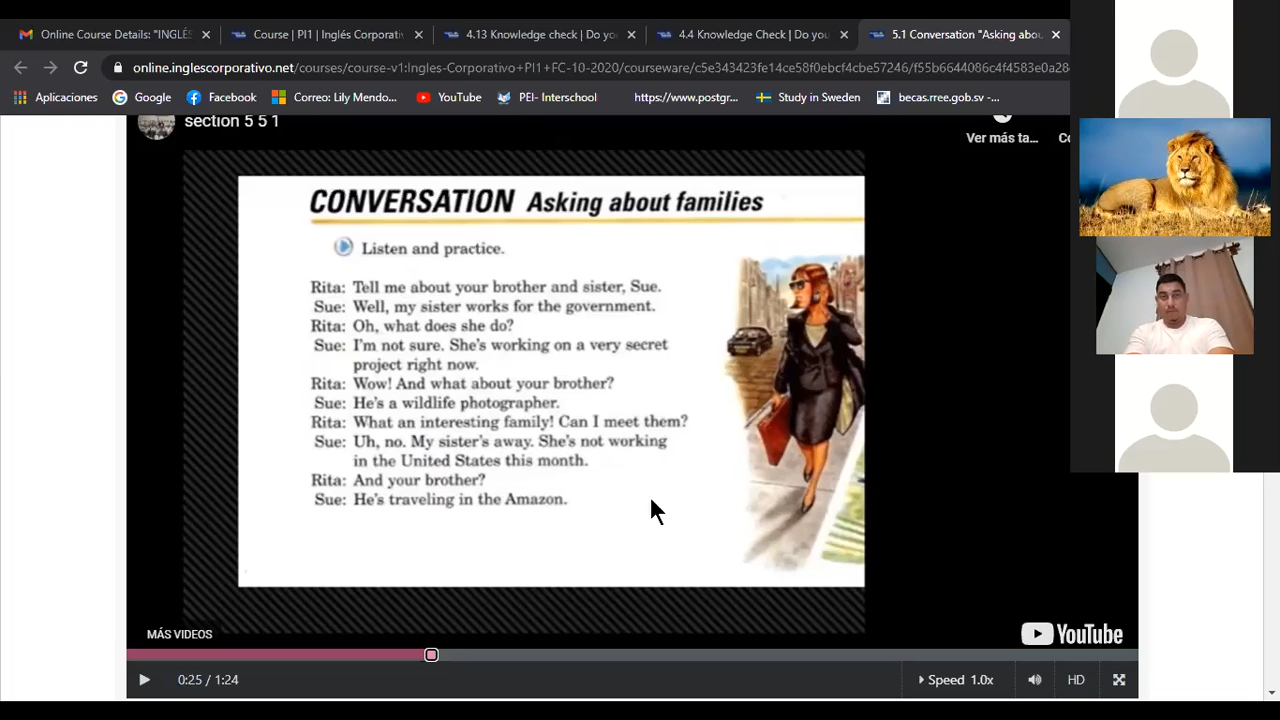 Online Course Details: "INGLÉS
Course | PI1 | Inglés Corporativ
4.13 Knowledge check | Do yo
4.4 Knowledge Check | Do you
5.1 Conversation "Asking abou
online.inglescorporativo.net/courses/course-v1:Ingles-Corporativo+PI1+FC-10-2020/courseware/c5e343423fe14ce58f0ebcf4cbe57246/f55b6644086c4f4583e0a28
Aplicaciones
Google
Facebook
Correo: Lily Mendo...
YouTube
PEI- Interschool
https://www.postgr...
Study in Sweden
becas.rree.gob.sv -...
section 5 5 1
Ver más ta...
Co
CONVERSATION Asking about families
Listen and practice.
Rita: Tell me about your brother and sister, Sue.
Sue: Well, my sister works for the government.
Rita: Oh, what does she do?
Sue: I'm not sure. She's working on a very secret
project right now.
Rita: Wow! And what about your brother?
Sue: He's a wildlife photographer.
Rita: What an interesting family! Can I meet them?
Sue: Uh, no. My sister's away. She's not working
in the United States this month.
Rita: And your brother?
Sue: He's traveling in the Amazon.
MÁS VIDEOS
YouTube
0:25 / 1:24
Speed 1.0x
HD